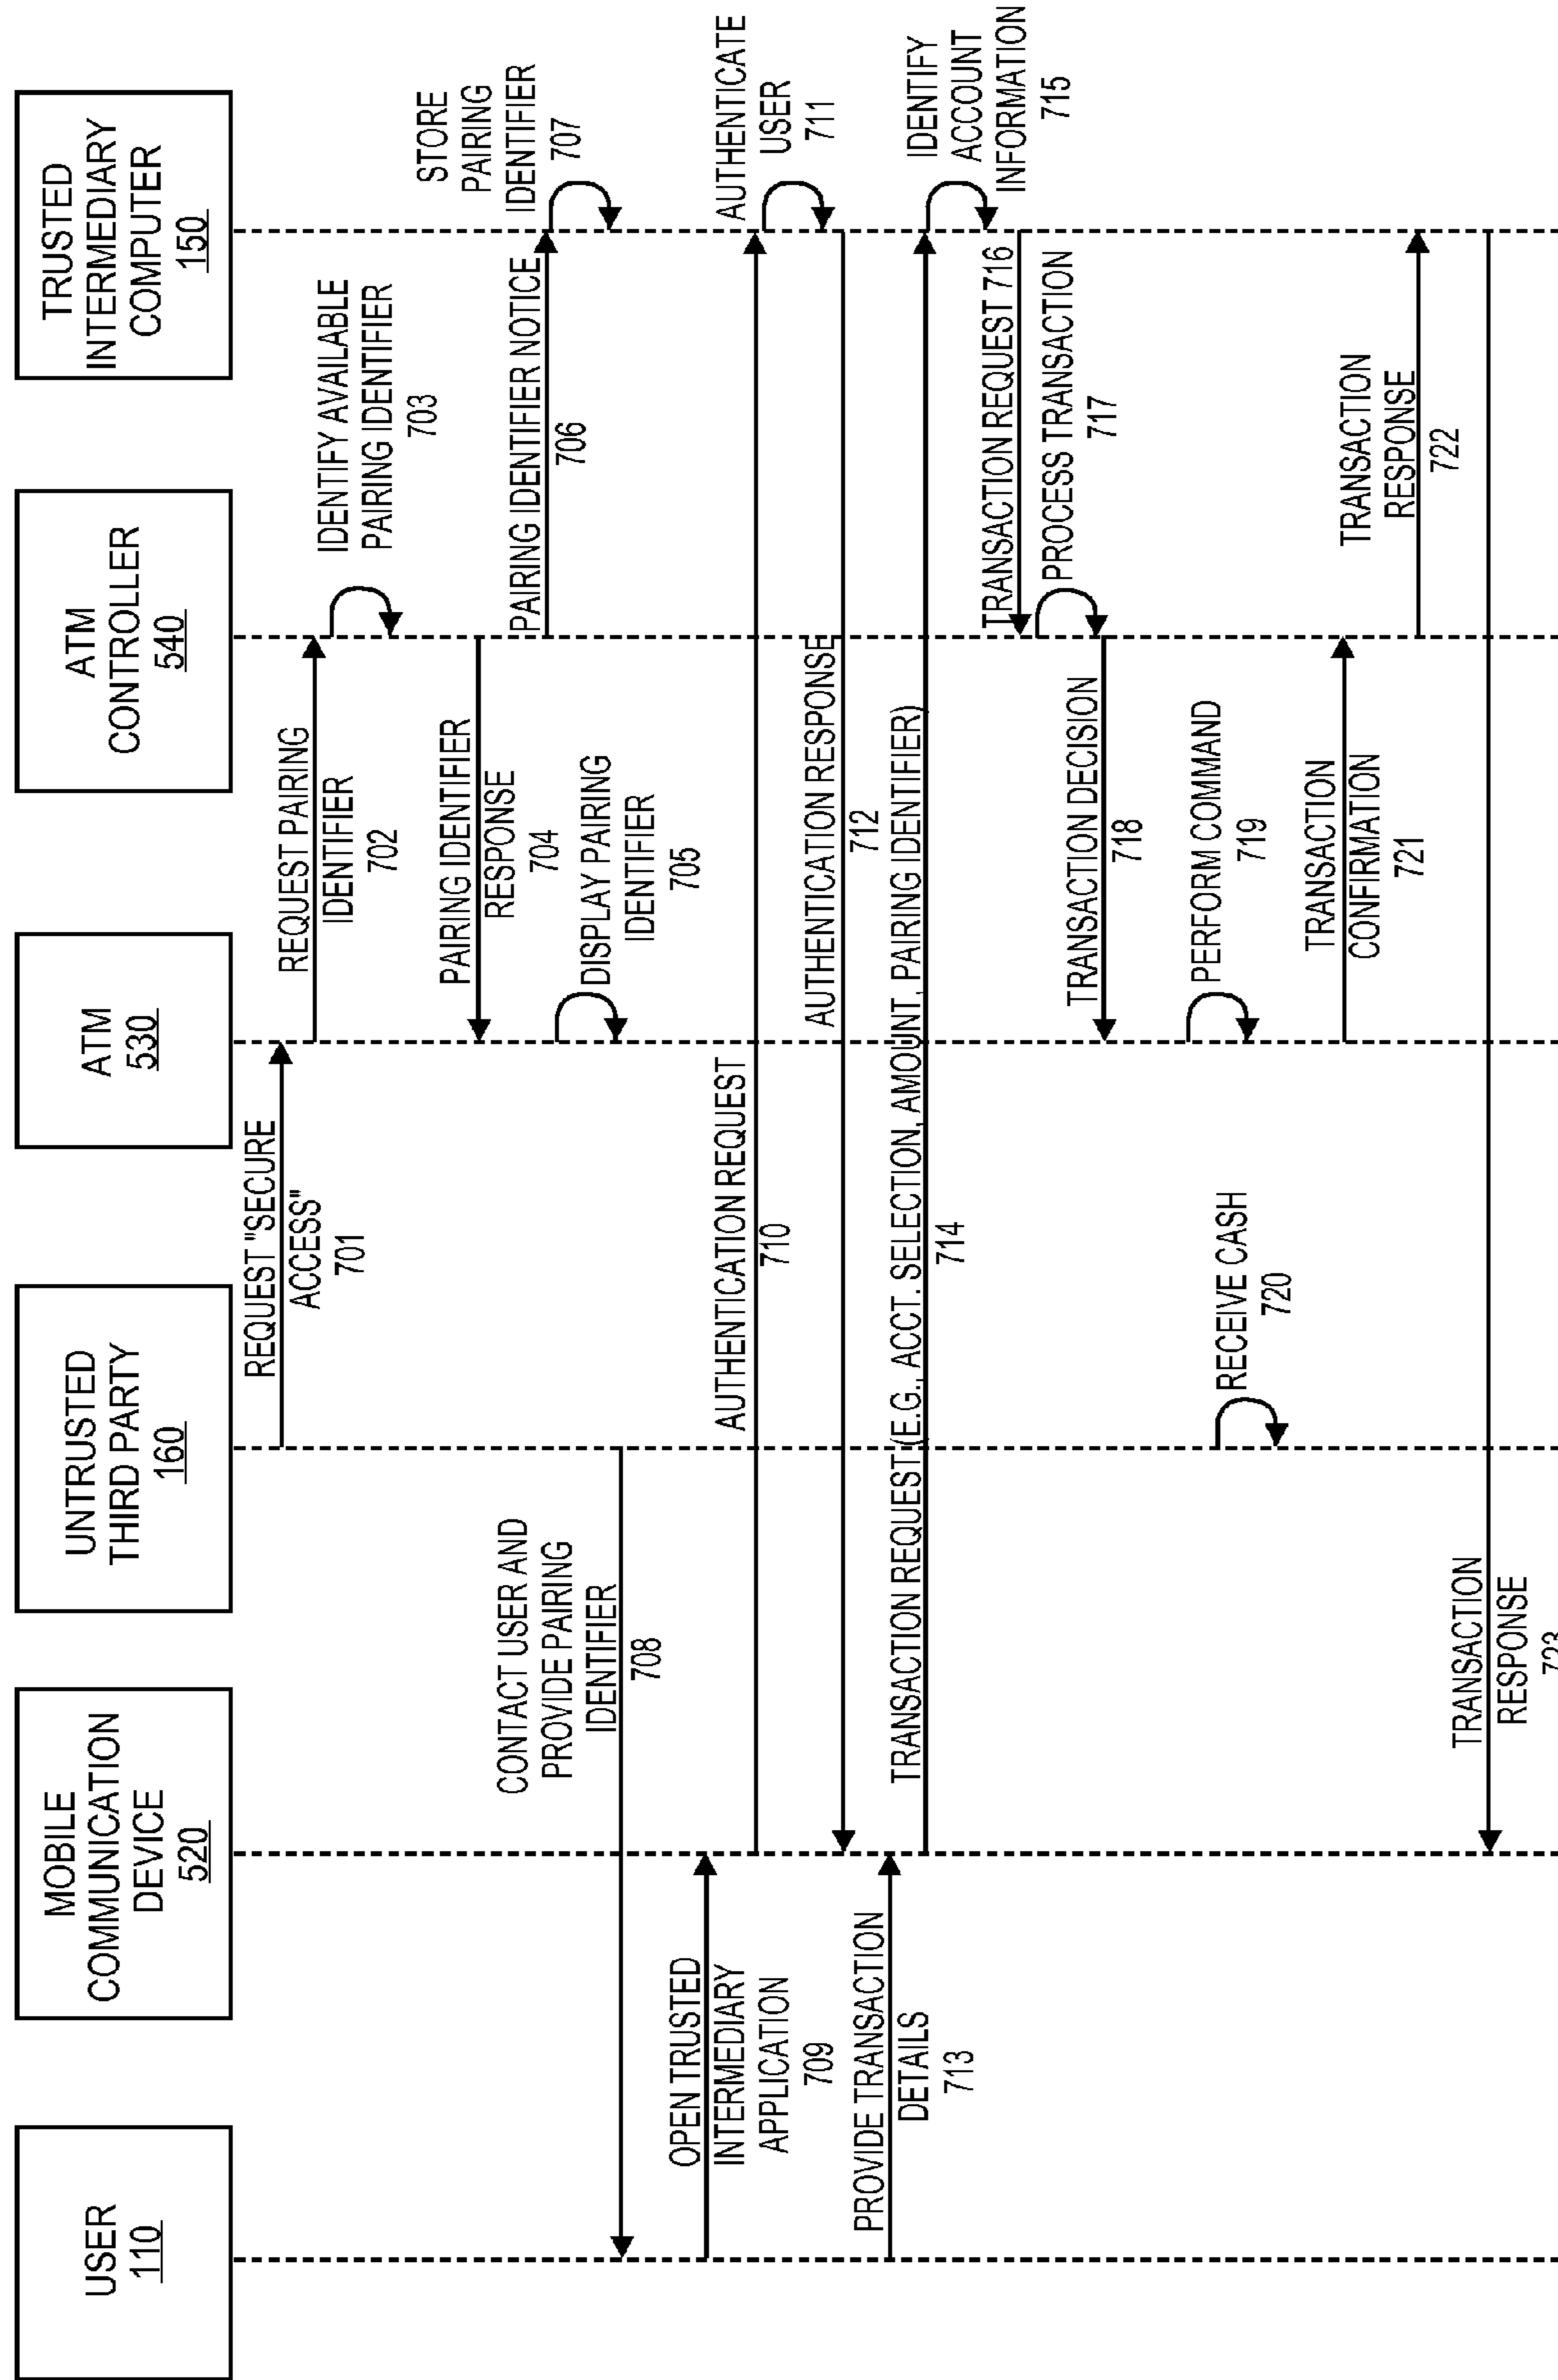 USER
110
MOBILE
COMMUNICATION
DEVICE
520
UNTRUSTED
THIRD PARTY
160
ATM
530
ATM
CONTROLLER
540
TRUSTED
INTERMEDIARY
COMPUTER
150
REQUEST "SECURE
ACCESS"
701
REQUEST PAIRING
IDENTIFIER
702
IDENTIFY AVAILABLE
PAIRING IDENTIFIER
703
PAIRING IDENTIFIER
RESPONSE
704
DISPLAY PAIRING
IDENTIFIER
705
PAIRING IDENTIFIER NOTICE
706
STORE
PAIRING
IDENTIFIER
707
CONTACT USER AND
PROVIDE PAIRING
IDENTIFIER
708
OPEN TRUSTED
INTERMEDIARY
APPLICATION
709
AUTHENTICATION REQUEST
710
AUTHENTICATE
USER
711
AUTHENTICATION RESPONSE
712
PROVIDE TRANSACTION
DETAILS
713
TRANSACTION REQUEST (E.G., ACCT. SELECTION, AMOUNT, PAIRING IDENTIFIER)
714
IDENTIFY
ACCOUNT
INFORMATION
715
TRANSACTION REQUEST 716
PROCESS TRANSACTION
717
TRANSACTION DECISION
718
PERFORM COMMAND
719
RECEIVE CASH
720
TRANSACTION
CONFIRMATION
721
TRANSACTION
RESPONSE
722
TRANSACTION
RESPONSE
723